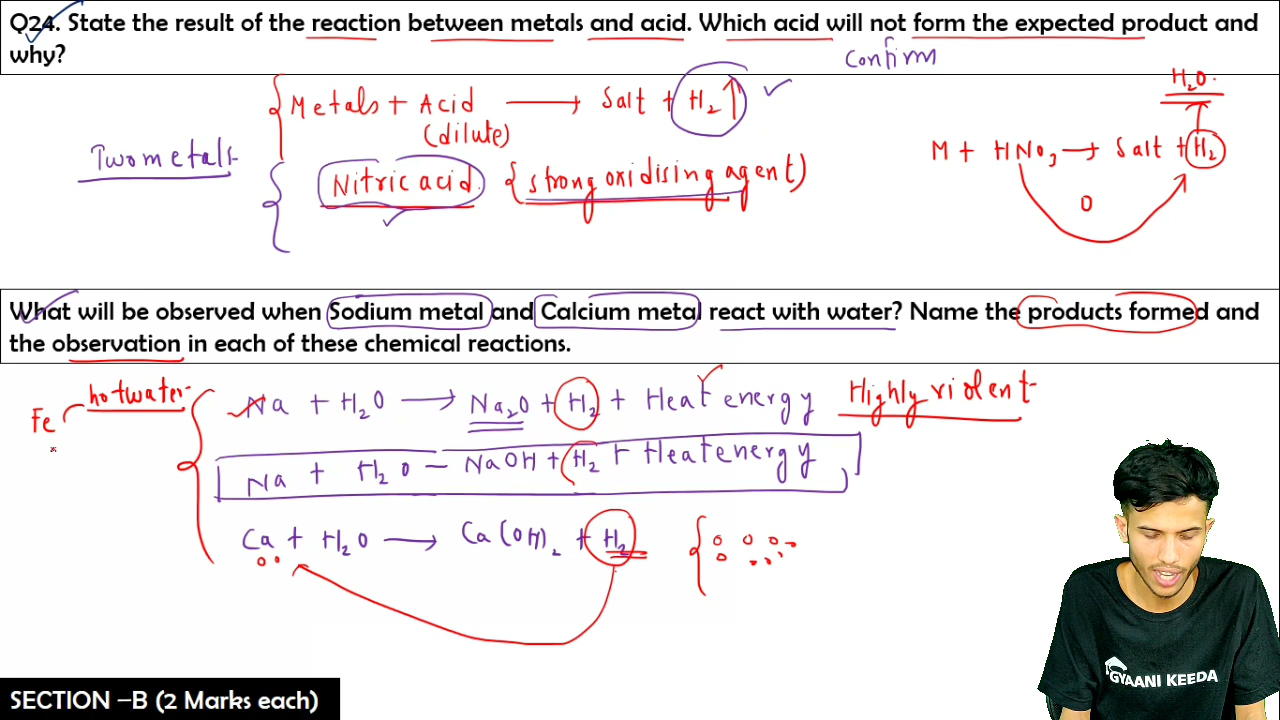 Q24. State the result of the reaction between metals and acid. Which acid will not form the expected product and
why?
Confirm
Metals + Acid ⟶ Salt + H₂↑
(dilute)
H₂O.
M + HNO₃ ⟶ Salt + H₂
O
Two metals
Nitric acid. {strong oxidising agent)
What will be observed when Sodium metal and Calcium metal react with water? Name the products formed and
the observation in each of these chemical reactions.
Fe hot water
Na + H₂O ⟶ Na₂O + H₂ + Heat energy Highly violent
Na + H₂O – NaOH + H₂ + Heat energy
Ca + H₂O ⟶ Ca(OH)₂ + H₂
SECTION –B (2 Marks each)
GYAANI KEEDA